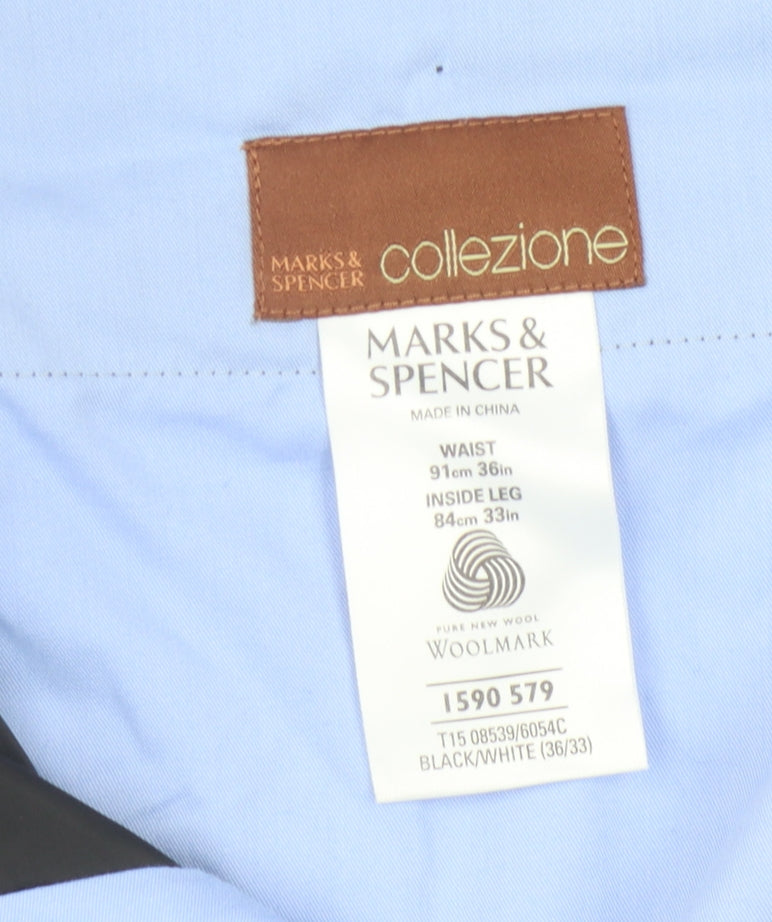 MARKS &
SPENCER
collezione
MARKS &
SPENCER
MADE IN CHINA
WAIST
91cm 36in
INSIDE LEG
84cm 33in
PURE NEW WOOL
WOOLMARK
1590 579
T15 08539/6054C
BLACK/WHITE (36/33)